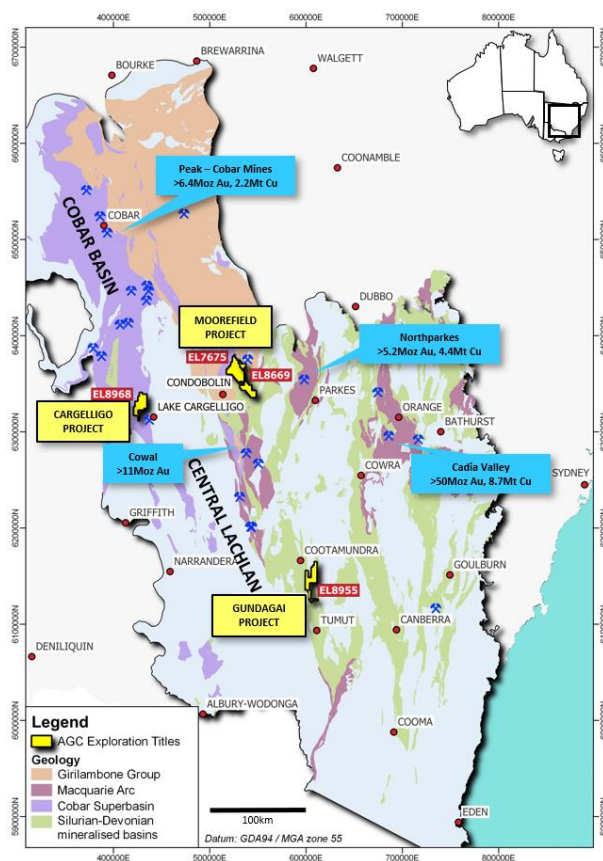 400000E
500000E
600000E
700000E
800000E
6700000N
BREWARRINA
BOURKE
WALGETT
6600000N
COONAMBLE
Peak – Cobar Mines
>6.4Moz Au, 2.2Mt Cu
COBAR
COBAR BASIN
6500000N
DUBBO
MOOREFIELD
PROJECT
6400000N
Northparkes
>5.2Moz Au, 4.4Mt Cu
EL7675
EL8669
CONDOBOLIN
EL8968
PARKES
CARGELLIGO
PROJECT
LAKE CARGELLIGO
ORANGE
BATHURST
6300000N
Cowal
>11Moz Au
CENTRAL LACHLAN
COWRA
Cadia Valley
>50Moz Au, 8.7Mt Cu
SYDNEY
GRIFFITH
6200000N
COOTAMUNDRA
NARRANDERA
GOULBURN
EL8955
GUNDAGAI
PROJECT
6100000N
TUMUT
CANBERRA
DENILIQUIN
ALBURY-WODONGA
6000000N
COOMA
Legend
AGC Exploration Titles
Geology
Girilambone Group
Macquarie Arc
Cobar Superbasin
Silurian-Devonian
mineralised basins
100km
EDEN
5900000N
Datum: GDA94 / MGA zone 55
400000E
500000E
600000E
700000E
800000E